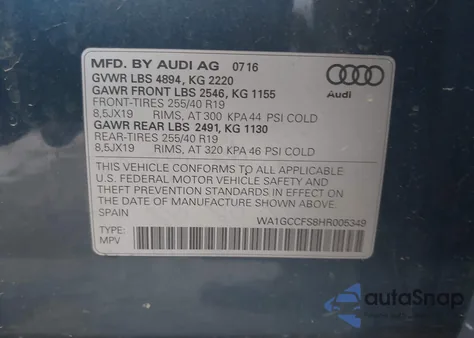 MFD. BY AUDI AG 07 16
GVWR LBS 4894, KG 2220
GAWR FRONT LBS 2546, KG 1155
FRONT-TIRES 255/40 R19
8,5JX19 RIMS, AT 300 KPA 44 PSI COLD
GAWR REAR LBS 2491, KG 1130
REAR-TIRES 255/40 R19
8,5JX19 RIMS, AT 320 KPA 46 PSI COLD
Audi
THIS VEHICLE CONFORMS TO ALL APPLICABLE
U.S. FEDERAL MOTOR VEHICLE SAFETY AND
THEFT PREVENTION STANDARDS IN EFFECT ON
THE DATE OF MANUFACTURE SHOWN ABOVE
SPAIN
WA1GCCFS8HR005349
TYPE:
MPV
autoSnap